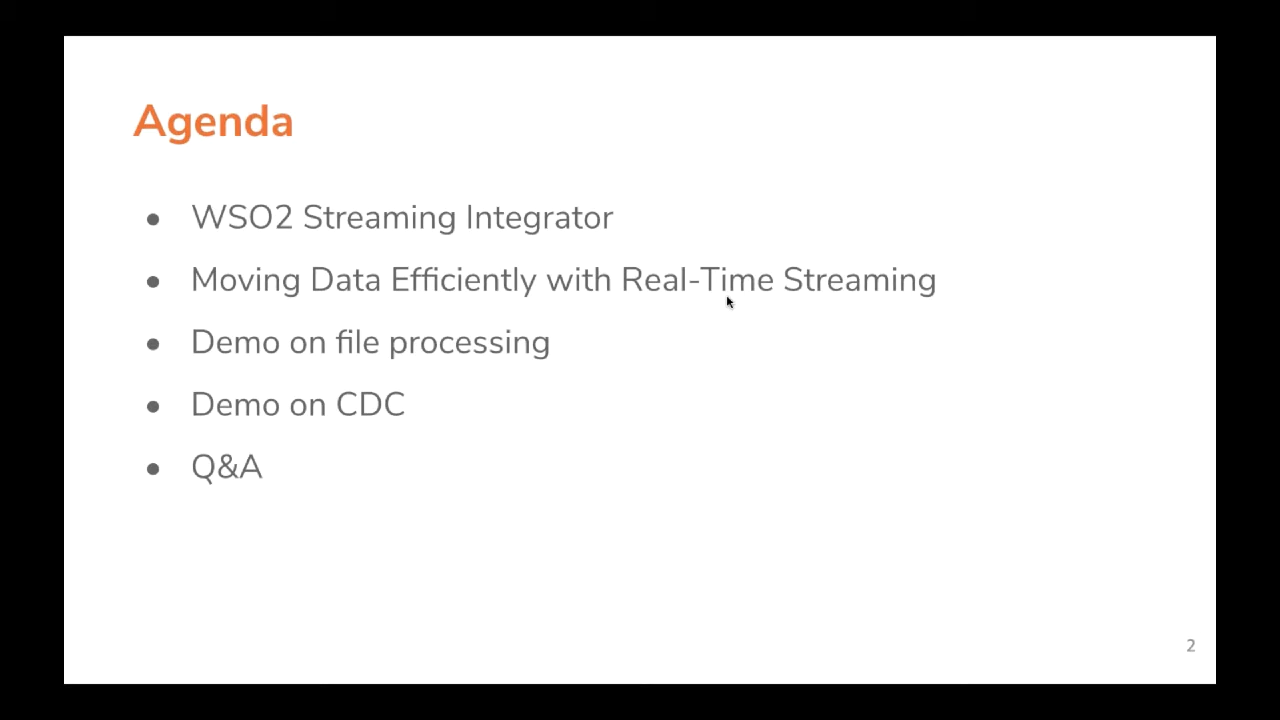 Agenda
● WSO2 Streaming Integrator
● Moving Data Efficiently with Real-Time Streaming
● Demo on file processing
● Demo on CDC
● Q&A
2